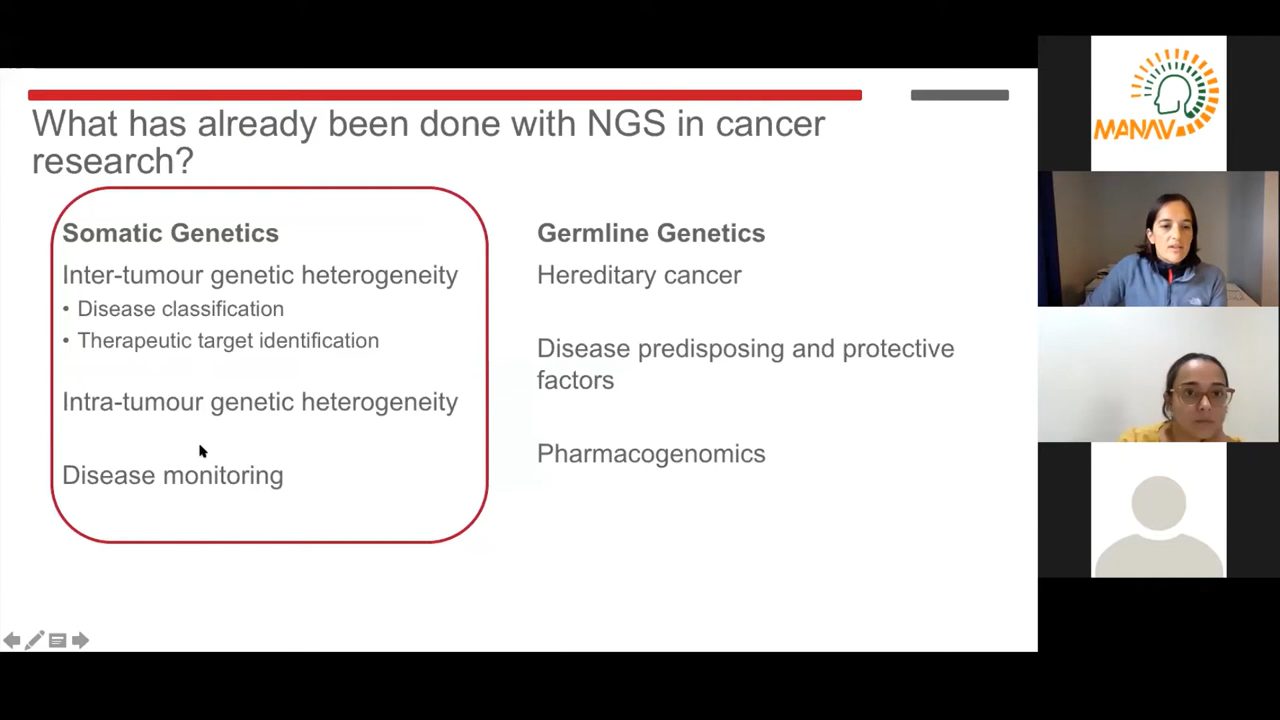 What has already been done with NGS in cancer
research?
Somatic Genetics
Inter-tumour genetic heterogeneity
• Disease classification
• Therapeutic target identification
Intra-tumour genetic heterogeneity
Disease monitoring
Germline Genetics
Hereditary cancer
Disease predisposing and protective
factors
Pharmacogenomics
MANAV